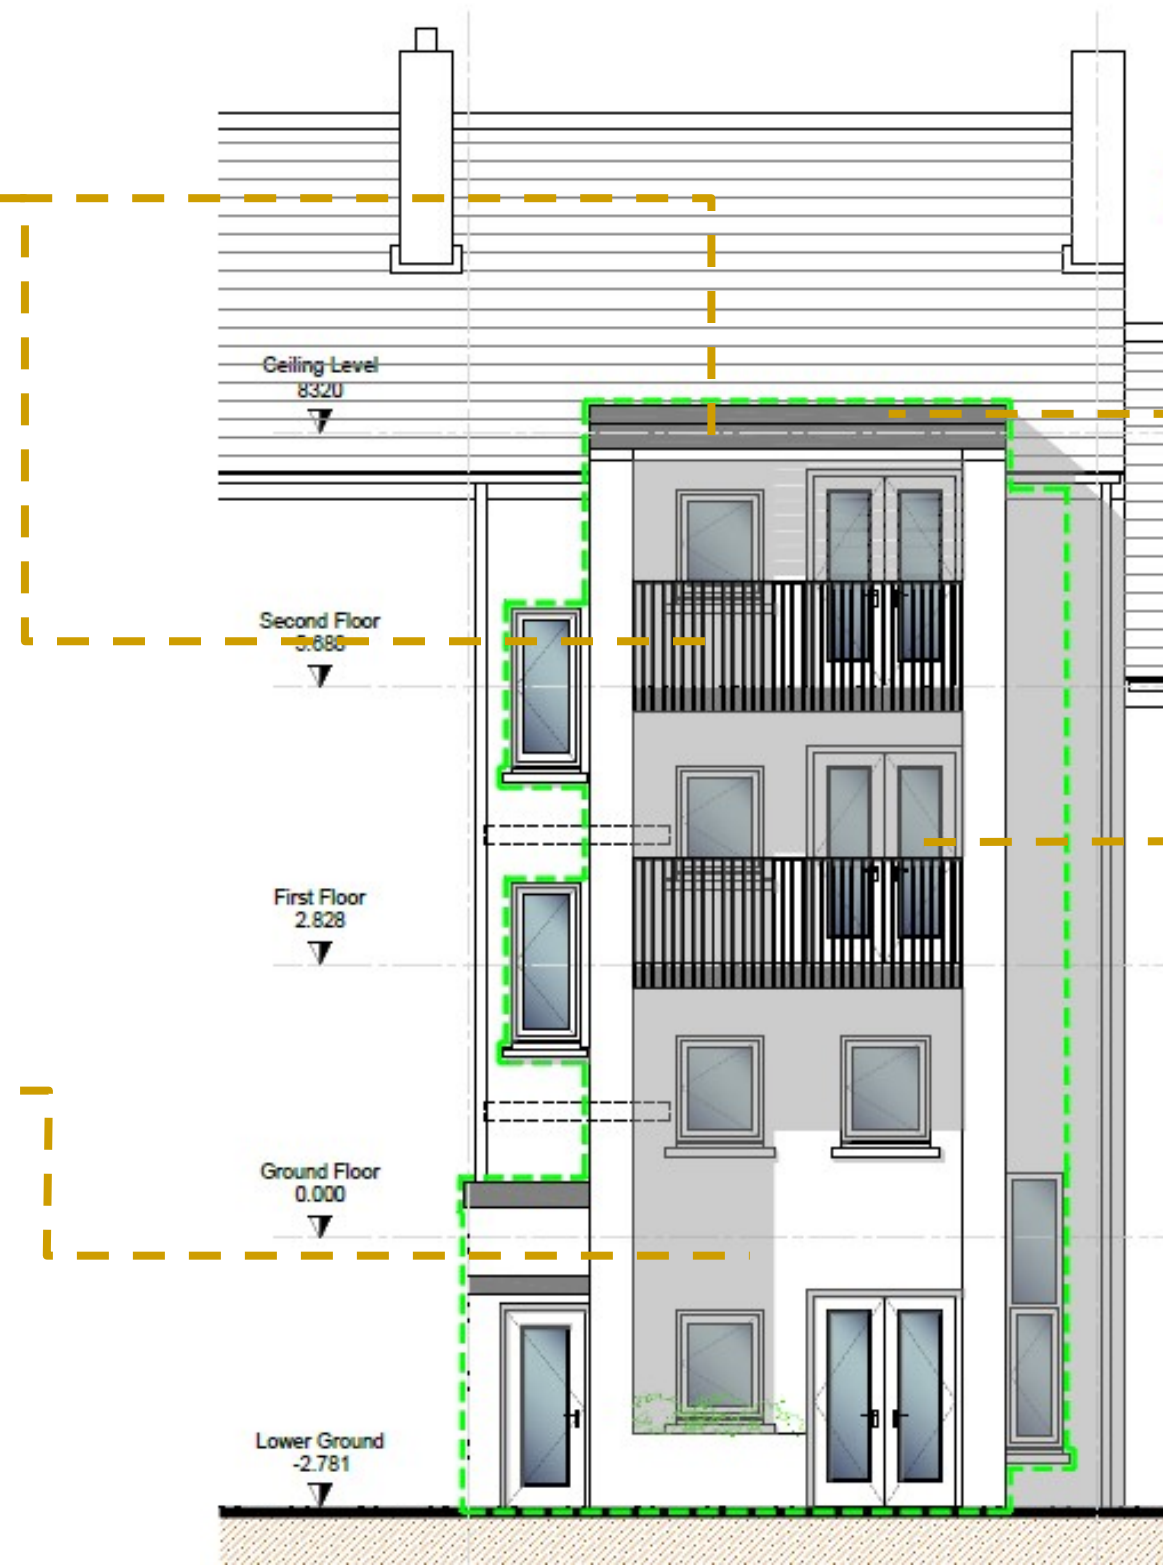 Ceiling Level
8320
Second Floor
5.688
First Floor
2.828
Ground Floor
0.000
Lower Ground
-2.781